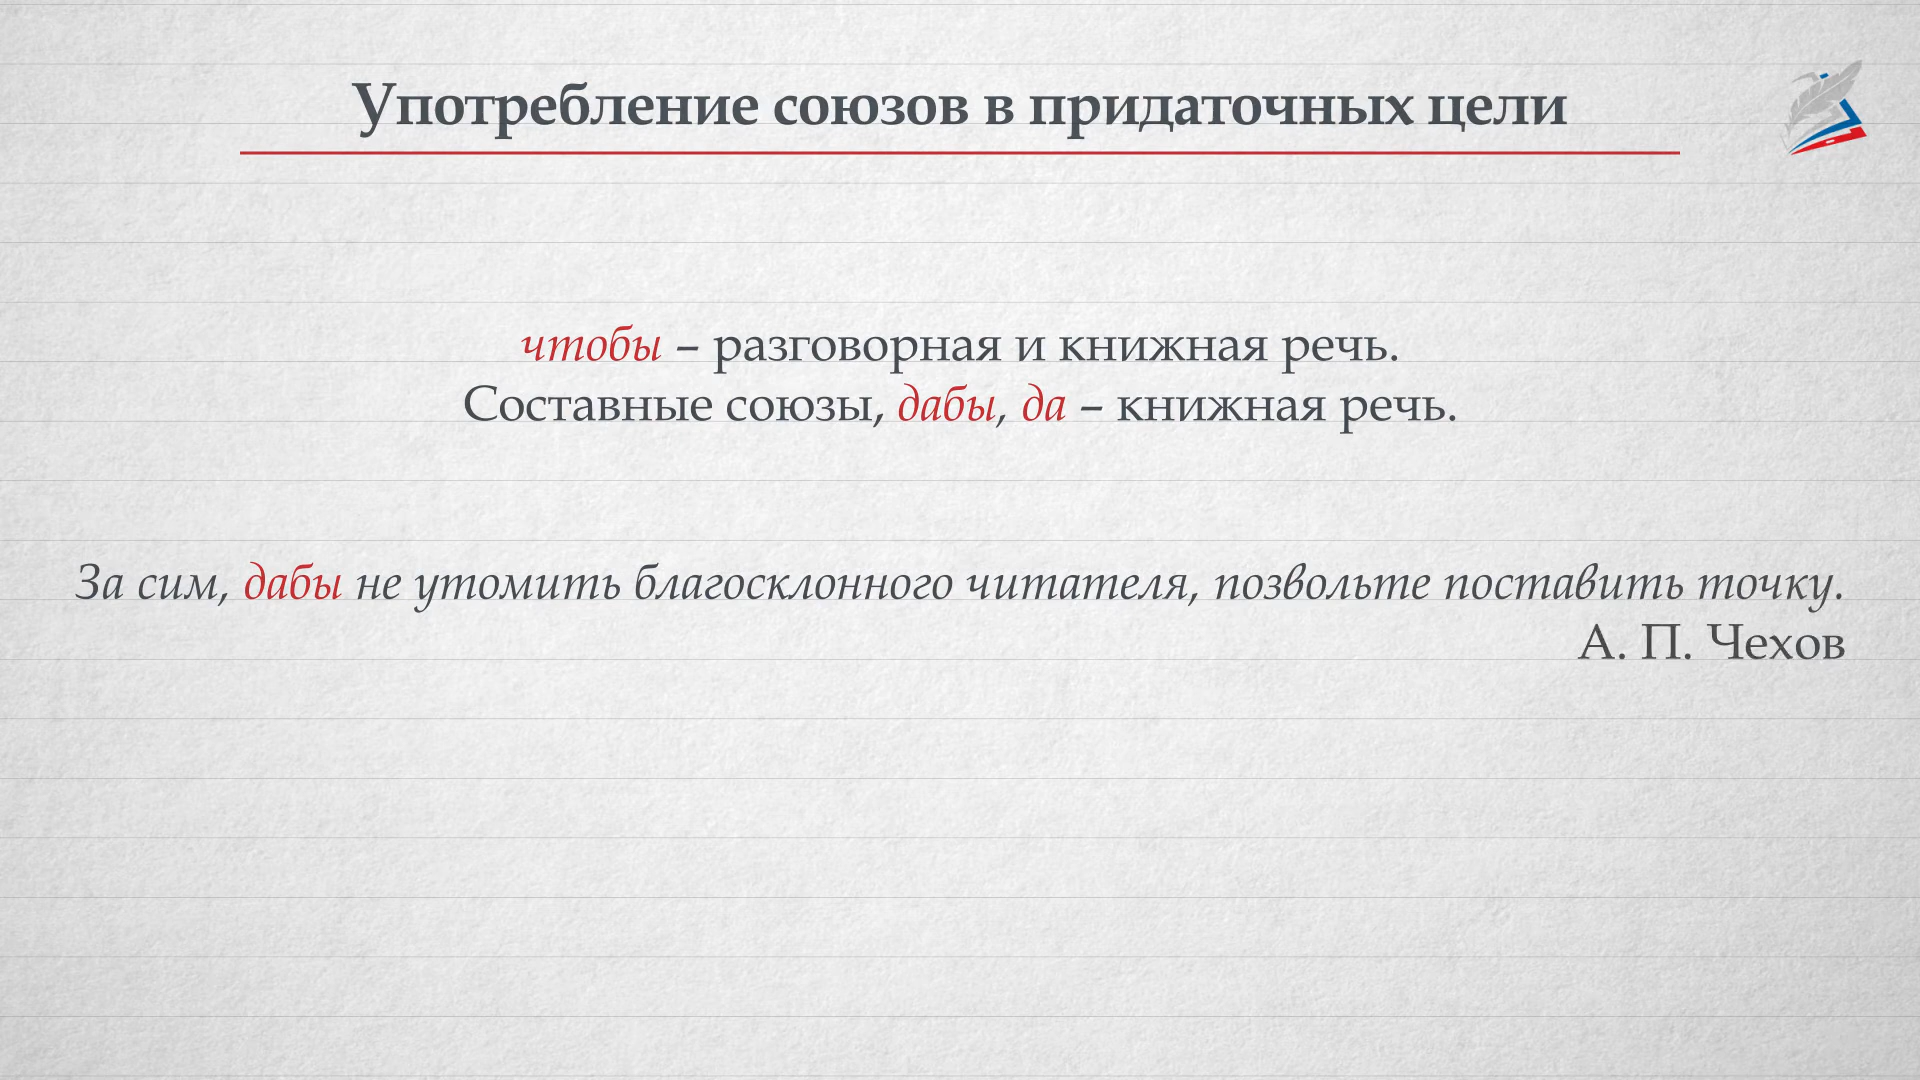 Употребление союзов в придаточных цели
чтобы – разговорная и книжная речь.
Составные союзы, дабы, да – книжная речь.
За сим, дабы не утомить благосклонного читателя, позвольте поставить точку.
А. П. Чехов